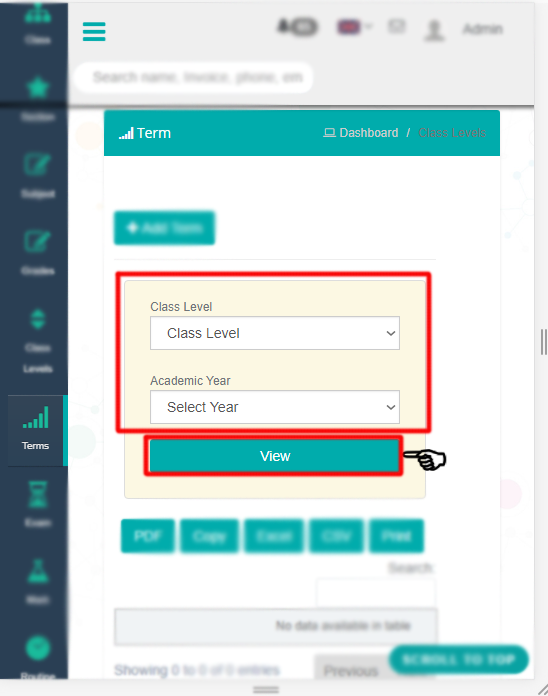 Class
Admin
Search name, Invoice, phone, em
Section
Term
Dashboard / Class Levels
Subject
Add Term
Grades
Class Level
Class Level
Class
Levels
Academic Year
Select Year
Terms
View
Exam
PDF Copy Excel CSV Print
Search:
Mark
No data available in table
SCROLL TO TOP
Showing 0 to 0 of 0 entries
Previous
Routine